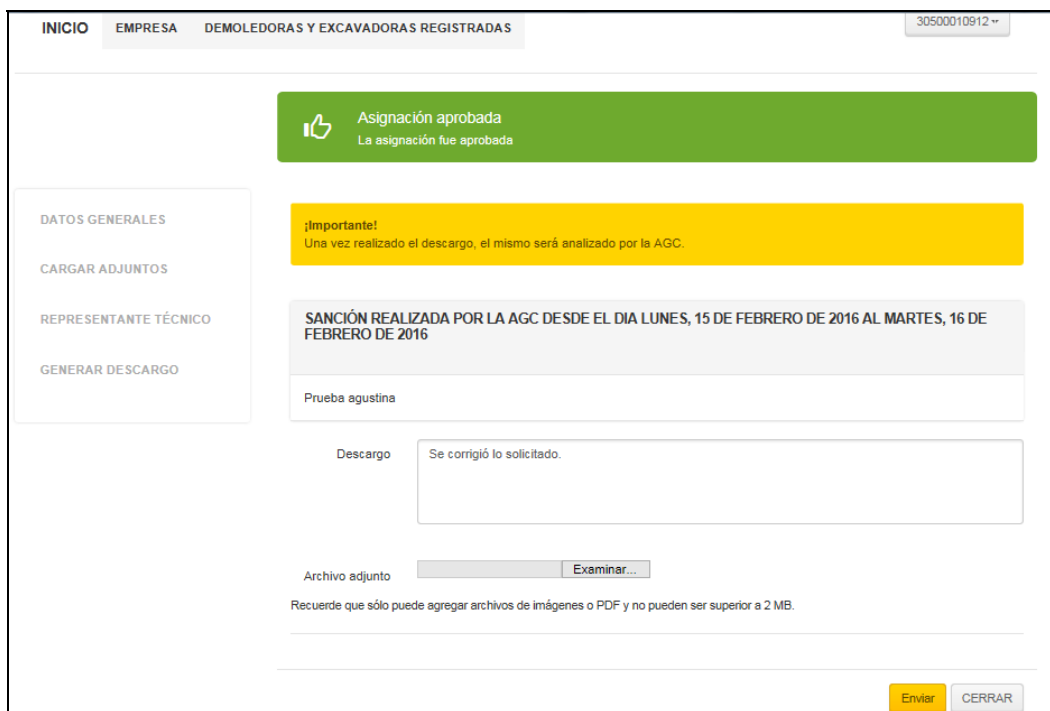 INICIO EMPRESA DEMOLEDORAS Y EXCAVADORAS REGISTRADAS
30500010912
Asignación aprobada
La asignación fue aprobada
DATOS GENERALES
CARGAR ADJUNTOS
REPRESENTANTE TÉCNICO
GENERAR DESCARGO
¡Importante!
Una vez realizado el descargo, el mismo será analizado por la AGC.
SANCIÓN REALIZADA POR LA AGC DESDE EL DIA LUNES, 15 DE FEBRERO DE 2016 AL MARTES, 16 DE
FEBRERO DE 2016
Prueba agustina
Descargo
Se corrigió lo solicitado.
Archivo adjunto
Examinar...
Recuerde que sólo puede agregar archivos de imágenes o PDF y no pueden ser superior a 2 MB.
Enviar
CERRAR